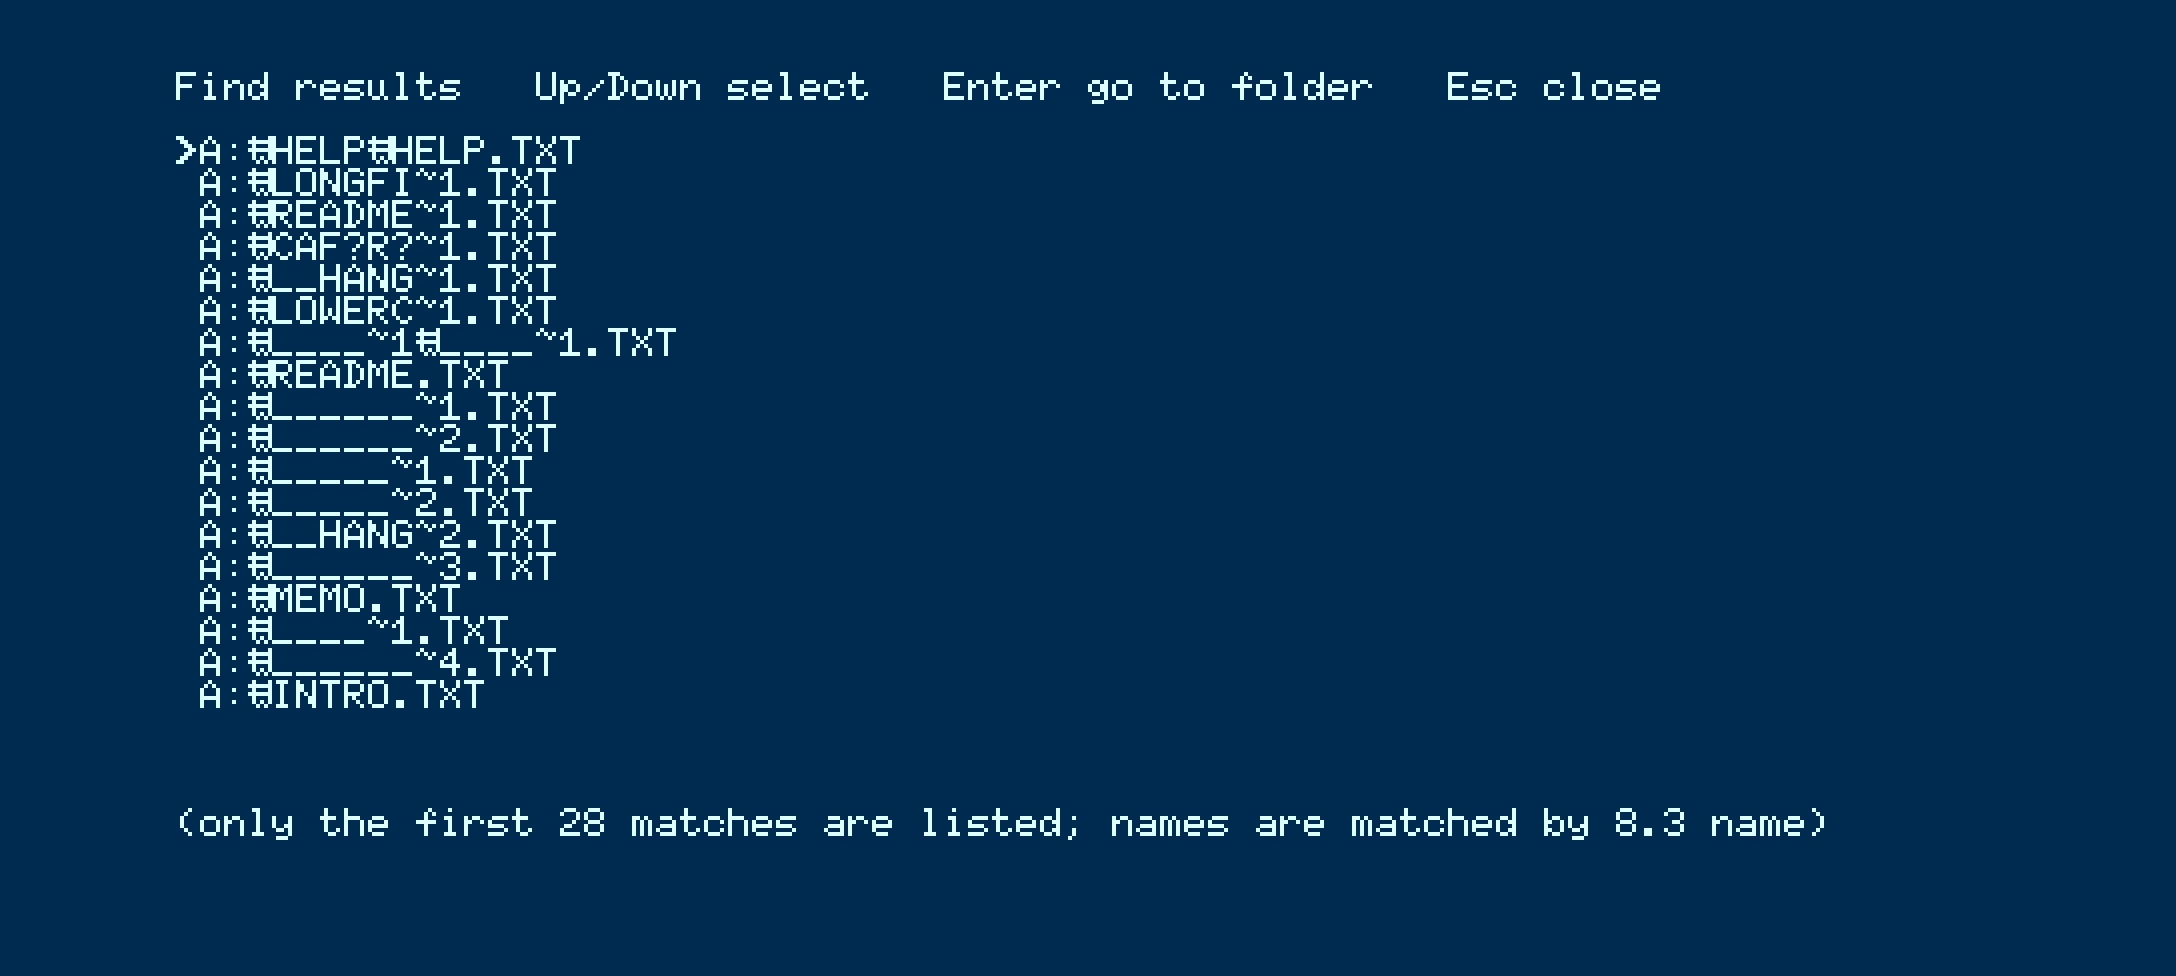 Find results   Up/Down select   Enter go to folder   Esc close
>A:₩HELP₩HELP.TXT
A:₩LONGFI~1.TXT
A:₩README~1.TXT
A:₩CAF?R?~1.TXT
A:₩__HANG~1.TXT
A:₩LOWERC~1.TXT
A:₩____~1₩____~1.TXT
A:₩README.TXT
A:₩______~1.TXT
A:₩______~2.TXT
A:₩_____~1.TXT
A:₩_____~2.TXT
A:₩__HANG~2.TXT
A:₩______~3.TXT
A:₩MEMO.TXT
A:₩____~1.TXT
A:₩______~4.TXT
A:₩INTRO.TXT
(only the first 28 matches are listed; names are matched by 8.3 name)